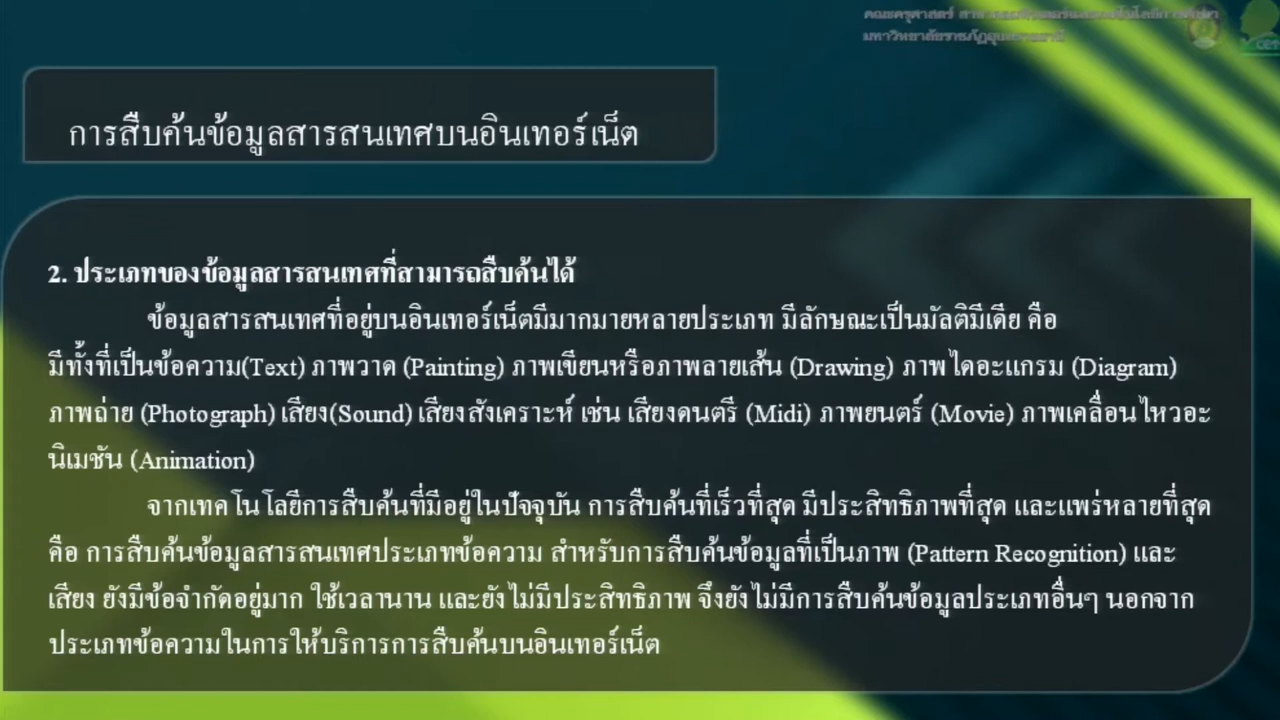 คณะครุศาสตร์
มหาวิทยาลัยราชภัฏ
การสืบค้นข้อมูลสารสนเทศบนอินเทอร์เน็ต
2. ประเภทของข้อมูลสารสนเทศที่สามารถสืบค้นได้
ข้อมูลสารสนเทศที่อยู่บนอินเทอร์เน็ตมีมากมายหลายประเภท มีลักษณะเป็นมัลติมีเดีย คือ
มีทั้งที่เป็นข้อความ(Text) ภาพวาด (Painting) ภาพเขียนหรือภาพลายเส้น (Drawing) ภาพไดอะแกรม (Diagram)
ภาพถ่าย (Photograph) เสียง(Sound) เสียงสังเคราะห์ เช่น เสียงดนตรี (Midi) ภาพยนตร์ (Movie) ภาพเคลื่อนไหวอะ
นิเมชัน (Animation)
จากเทคโนโลยีการสืบค้นที่มีอยู่ในปัจจุบัน การสืบค้นที่เร็วที่สุด มีประสิทธิภาพที่สุด และแพร่หลายที่สุด
คือ การสืบค้นข้อมูลสารสนเทศประเภทข้อความ สำหรับการสืบค้นข้อมูลที่เป็นภาพ (Pattern Recognition) และ
เสียง ยังมีข้อจำกัดอยู่มาก ใช้เวลานาน และยังไม่มีประสิทธิภาพ จึงยังไม่มีการสืบค้นข้อมูลประเภทอื่นๆ นอกจาก
ประเภทข้อความในการให้บริการการสืบค้นบนอินเทอร์เน็ต